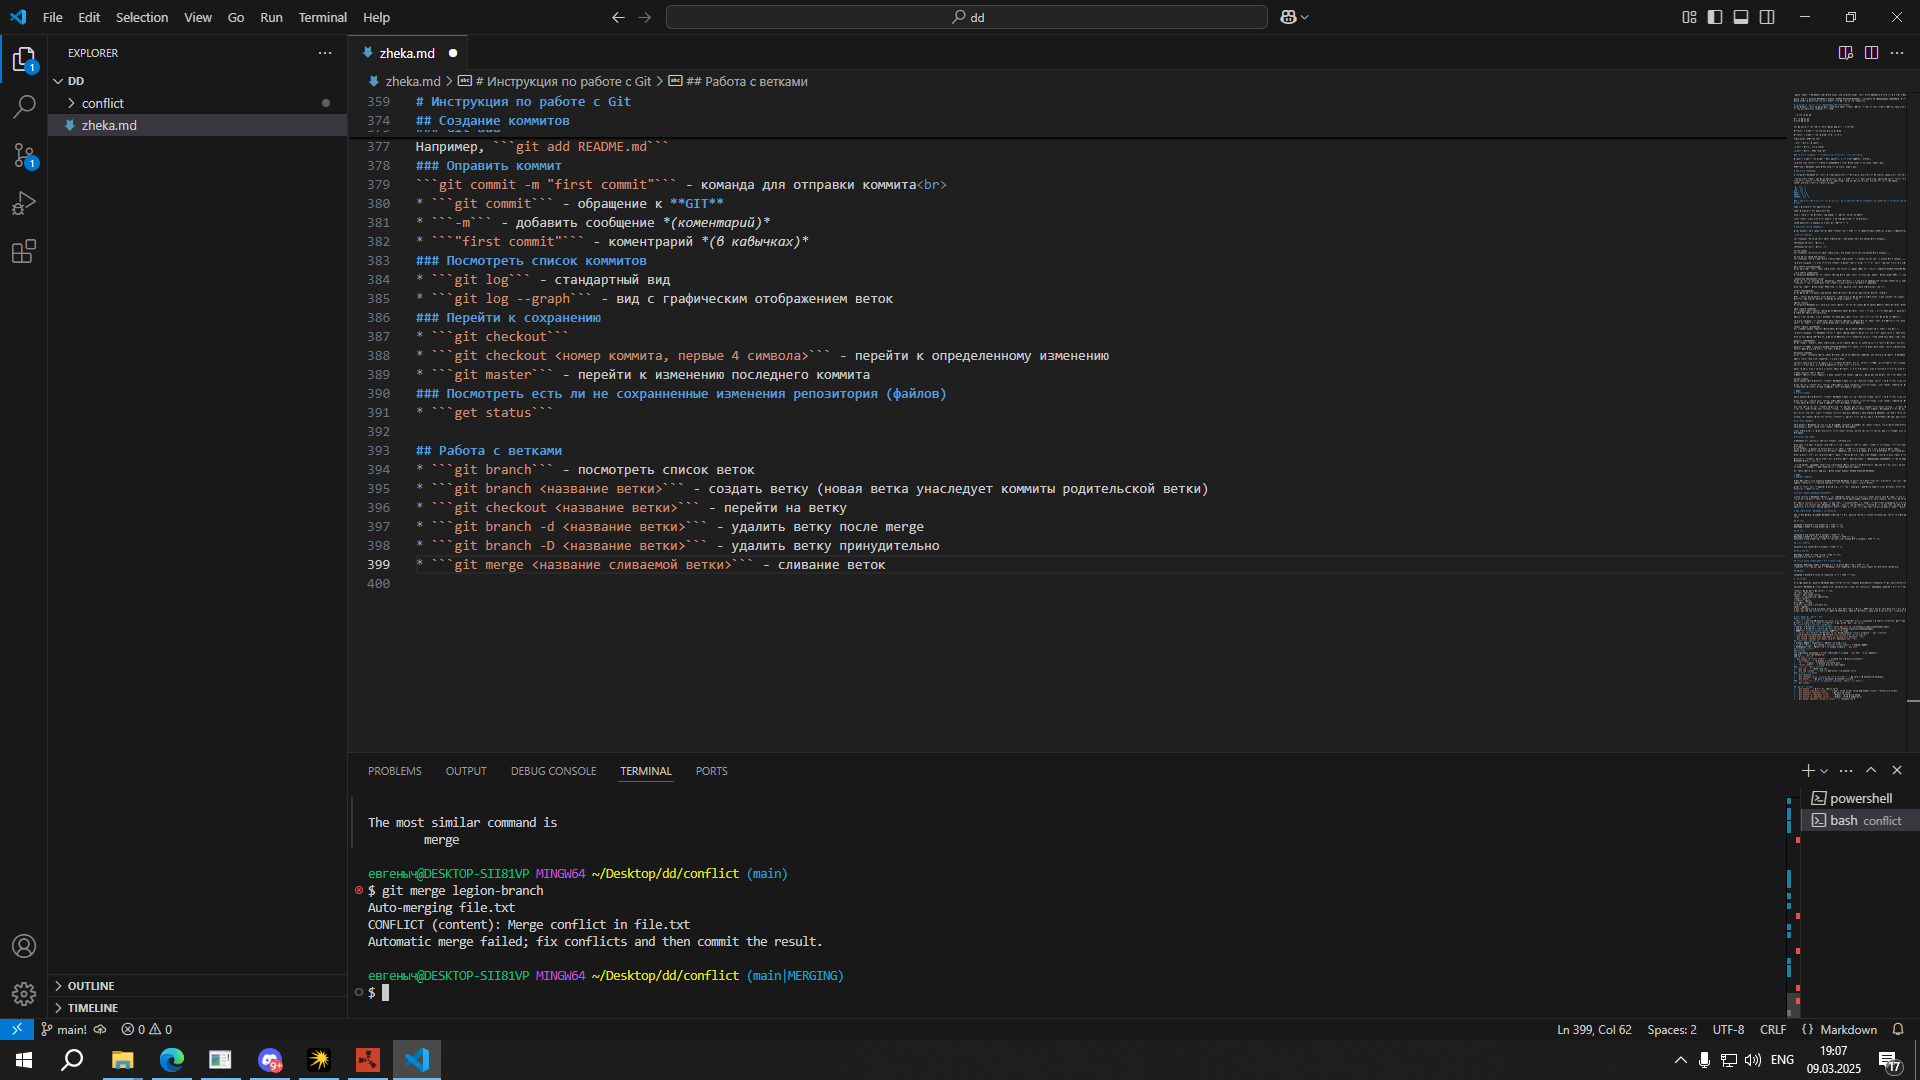 File Edit Selection View Go Run Terminal Help
dd
EXPLORER
DD
conflict
zheka.md
OUTLINE
TIMELINE
zheka.md
zheka.md > # Инструкция по работе с Git > ## Работа с ветками
359 # Инструкция по работе с Git
374 ## Создание коммитов
377 Например, ```git add README.md```
378 ### Оправить коммит
379 ```git commit -m "first commit"``` - команда для отправки коммита<br>
380 * ```git commit``` - обращение к **GIT**
381 * ```-m``` - добавить сообщение *(коментарий)*
382 * ```"first commit"``` - коментрарий *(в кавычках)*
383 ### Посмотреть список коммитов
384 * ```git log``` - стандартный вид
385 * ```git log --graph``` - вид с графическим отображением веток
386 ### Перейти к сохранению
387 * ```git checkout```
388 * ```git checkout <номер коммита, первые 4 символа>``` - перейти к определенному изменению
389 * ```git master``` - перейти к изменению последнего коммита
390 ### Посмотреть есть ли не сохранненные изменения репозитория (файлов)
391 * ```get status```
392
393 ## Работа с ветками
394 * ```git branch``` - посмотреть список веток
395 * ```git branch <название ветки>``` - создать ветку (новая ветка унаследует коммиты родительской ветки)
396 * ```git checkout <название ветки>``` - перейти на ветку
397 * ```git branch -d <название ветки>``` - удалить ветку после merge
398 * ```git branch -D <название ветки>``` - удалить ветку принудительно
399 * ```git merge <название сливаемой ветки>``` - сливание веток
400
PROBLEMS OUTPUT DEBUG CONSOLE TERMINAL PORTS
The most similar command is
merge
евгеныч@DESKTOP-SII81VP MINGW64 ~/Desktop/dd/conflict (main)
$ git merge legion-branch
Auto-merging file.txt
CONFLICT (content): Merge conflict in file.txt
Automatic merge failed; fix conflicts and then commit the result.
евгеныч@DESKTOP-SII81VP MINGW64 ~/Desktop/dd/conflict (main|MERGING)
$
powershell
bash conflict
main! 0 0
Ln 399, Col 62 Spaces: 2 UTF-8 CRLF {} Markdown
ENG
19:07
09.03.2025
17